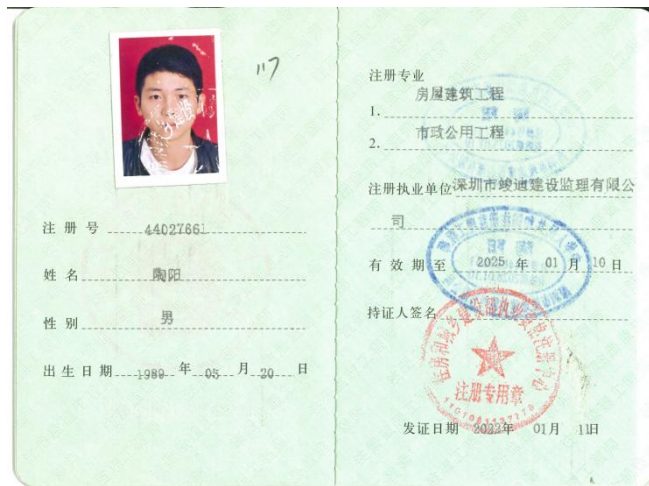 117
注册号 44027661
姓名 陶阳
性别 男
出生日期 1989 年 05 月 20 日
注册专业
1. 房屋建筑工程
2. 市政公用工程
注册执业单位 深圳市竣迪建设监理有限公
司
有效期至 2025 年 01 月 10 日
持证人签名
注册专用章
发证日期 2022年 01月 11日